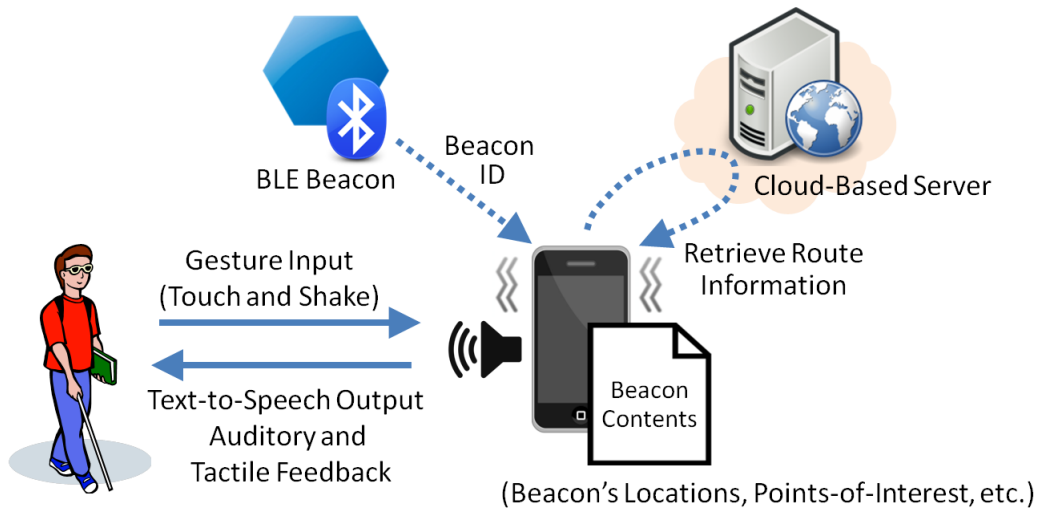 BLE Beacon
Beacon
ID
Cloud-Based Server
Retrieve Route
Information
Gesture Input
(Touch and Shake)
Text-to-Speech Output
Auditory and
Tactile Feedback
Beacon
Contents
(Beacon's Locations, Points-of-Interest, etc.)